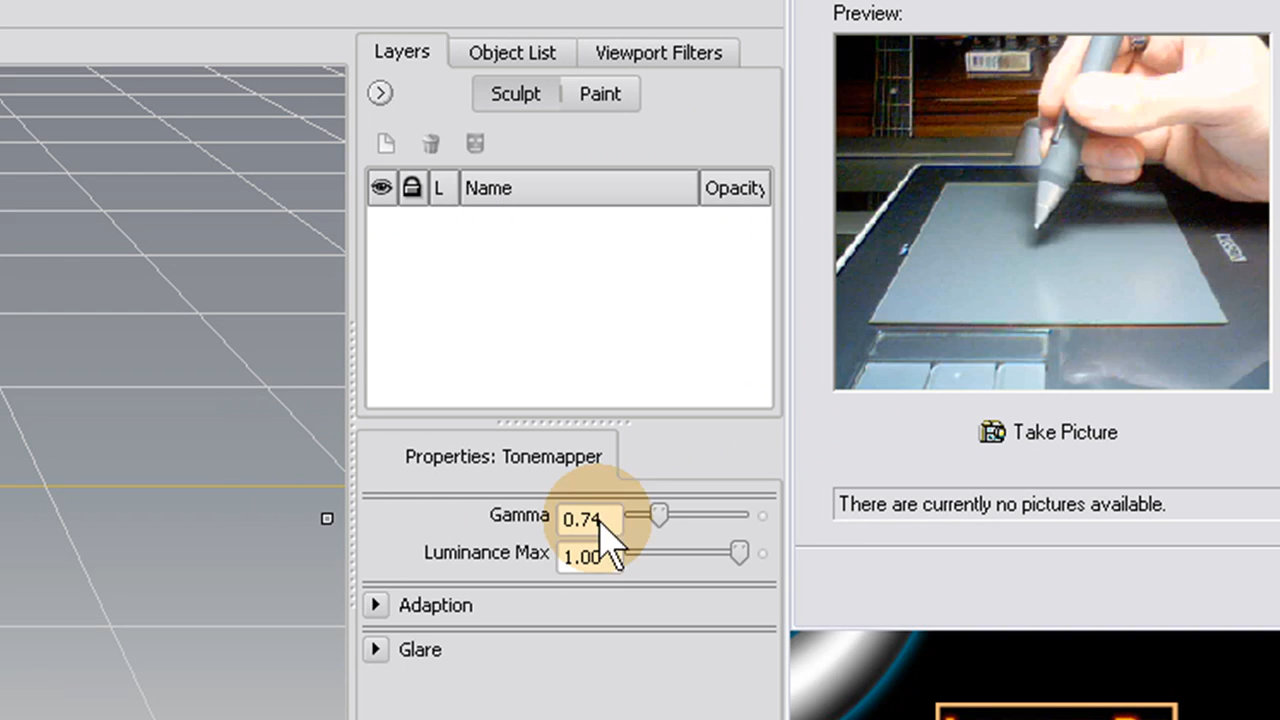 Layers Object List Viewport Filters
Sculpt Paint
L Name Opacity
Properties: Tonemapper
Gamma 0.74
Luminance Max 1.00
Adaption
Glare
Preview:
Take Picture
There are currently no pictures available.